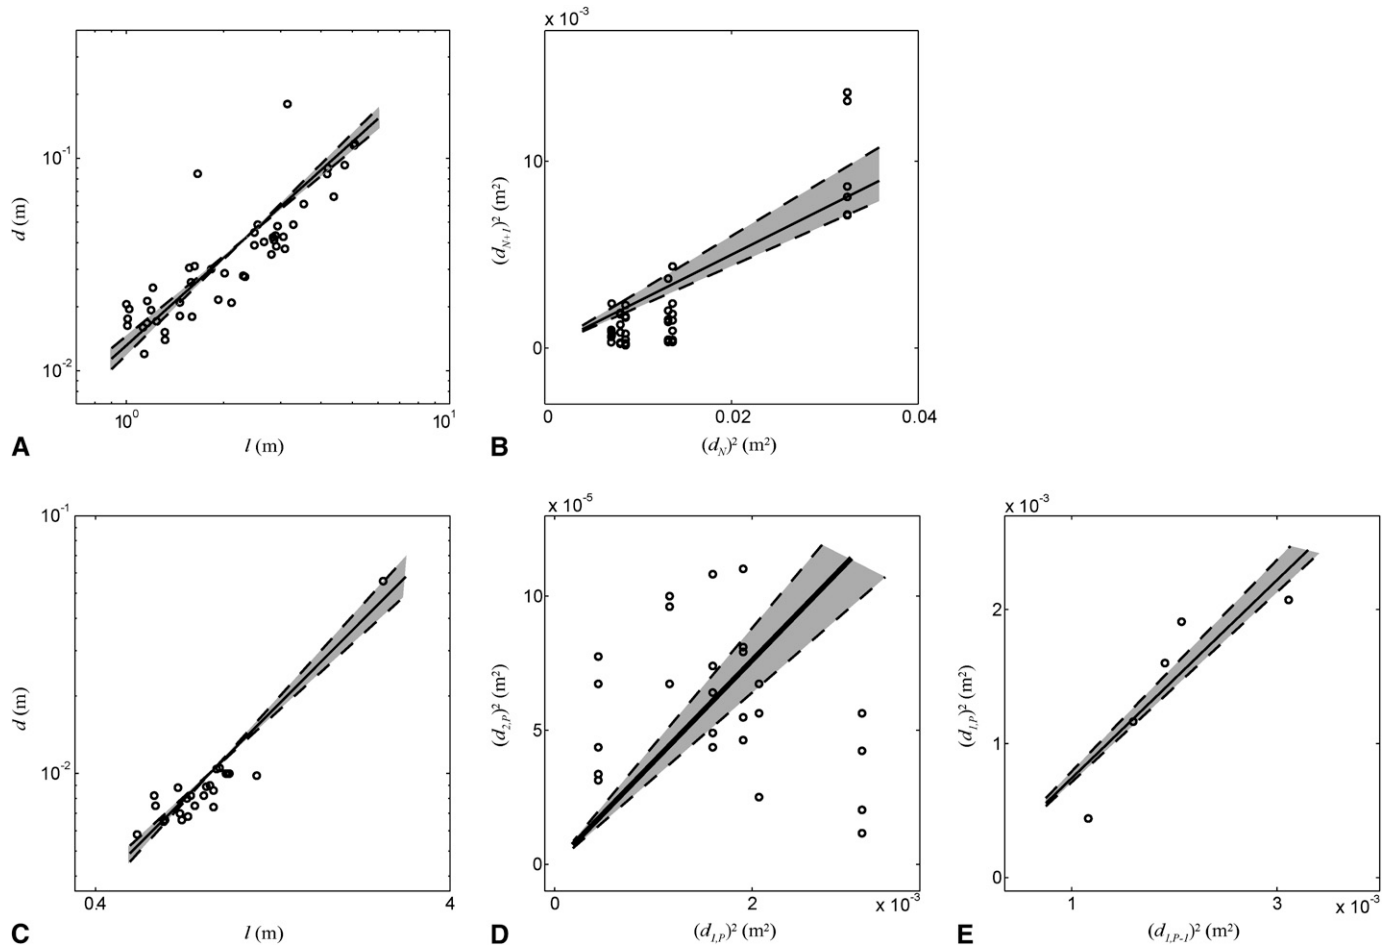 10⁻¹
10⁻²
d (m)
10⁰
10¹
l (m)
A
x 10⁻³
10
0
(d_{N+1})² (m²)
0
0.02
0.04
(d_N)² (m²)
B
10⁻¹
10⁻²
d (m)
0.4
4
l (m)
C
x 10⁻⁵
10
5
0
(d_{2,P})² (m²)
0
2
x 10⁻³
(d_{1,P})² (m²)
D
x 10⁻³
2
1
0
(d_{1,P})² (m²)
1
3
x 10⁻³
(d_{1,P-1})² (m²)
E